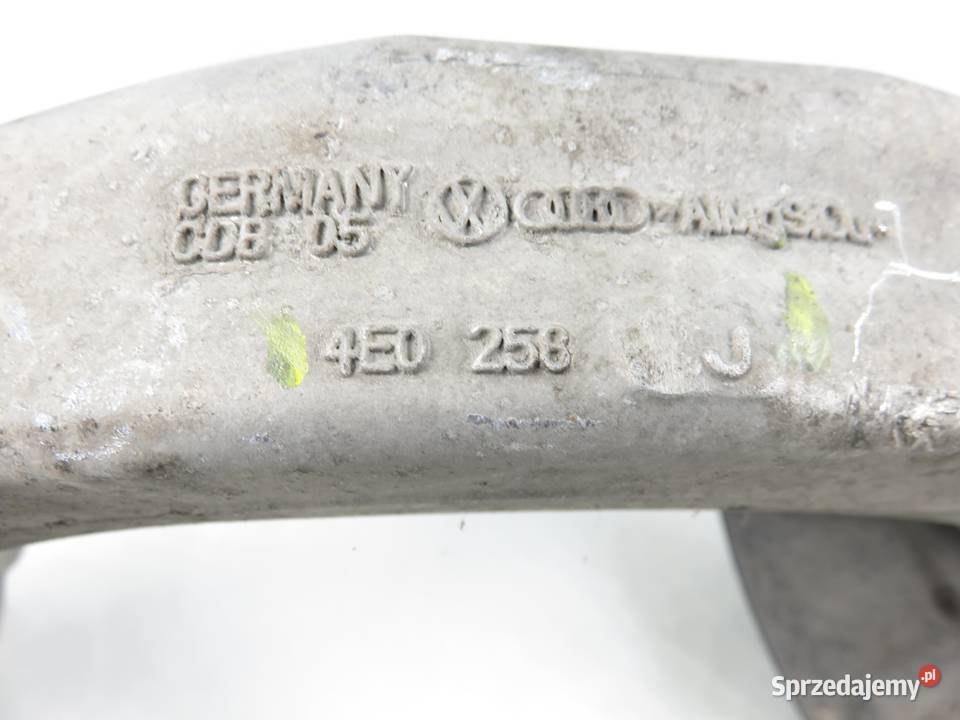 GERMANY
CDB-05
4E0 258 J
Sprzedajemy.pl